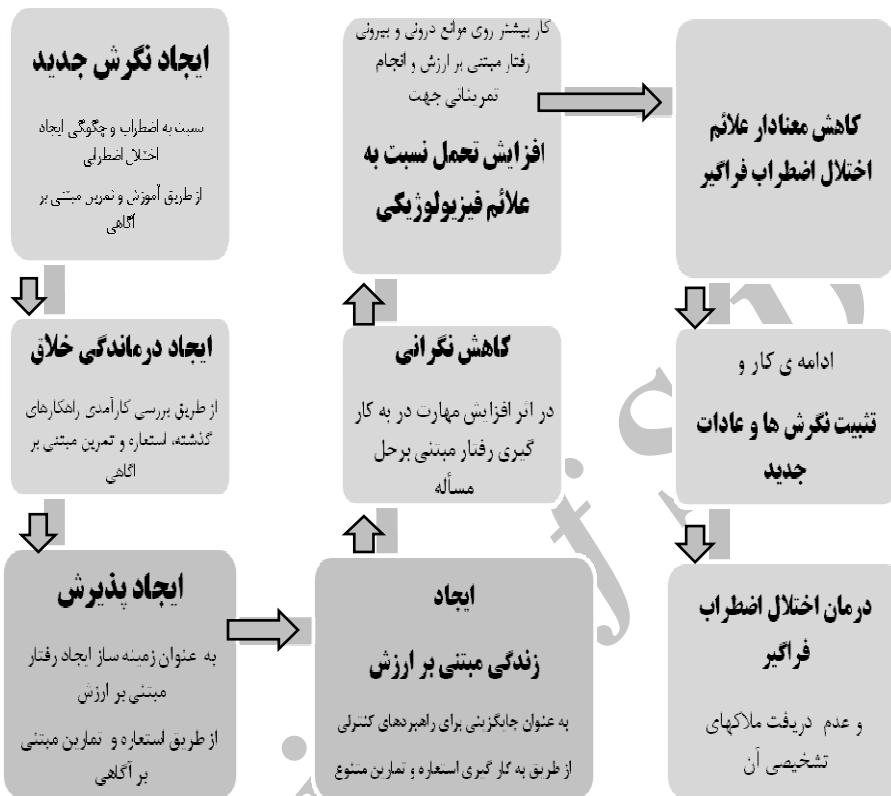 ایجاد نگرش جدید
نسبت به اضطراب و چگونگی ایجاد
اختلال اضطرابی
از طریق آموزش و تمرین مبتنی بر
آگاهی
ایجاد درماندگی خلاق
از طریق بررسی کارآمدی راهکارهای
گذشته، استعاره و تمرین مبتنی بر
آگاهی
ایجاد پذیرش
به عنوان زمینه ساز ایجاد رفتار
مبتنی بر ارزش
از طریق استعاره و تمارین مبتنی
بر آگاهی
ایجاد
زندگی مبتنی بر ارزش
به عنوان جایگزینی برای راهبردهای کنترلی
از طریق به کار گیری استعاره و تمارین متنوع
کاهش نگرانی
در اثر افزایش مهارت در به کار
گیری رفتار مبتنی برحل
مسأله
کار بیشتر روی موانع درونی و بیرونی
رفتار مبتنی بر ارزش و انجام
تمریناتی جهت
افزایش تحمل نسبت به
علائم فیزیولوژیکی
کاهش معنادار علائم
اختلال اضطراب فراگیر
ادامه ی کار و
تثبیت نگرش ها و عادات
جدید
درمان اختلال اضطراب
فراگیر
و عدم دریافت ملاکهای
تشخیصی آن